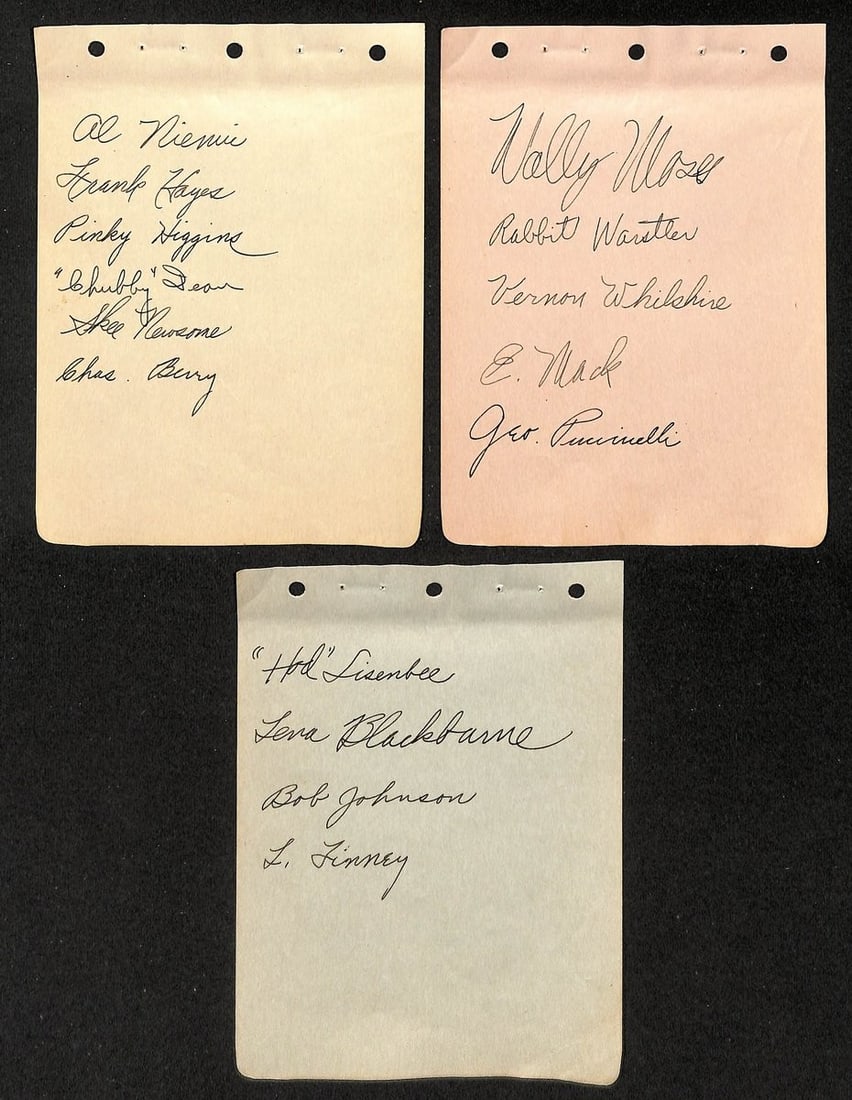 Al Niemic
Frank Hayes
Pinky Higgins
"Chubby" Dean
Skee Newsome
Chas. Berry
Wally Moses
Rabbit Warstler
Vernon Whilshire
E. Mack
Geo. Puccinelli
"Hod" Lisenbee
Lena Blackburne
Bob Johnson
L. Finney